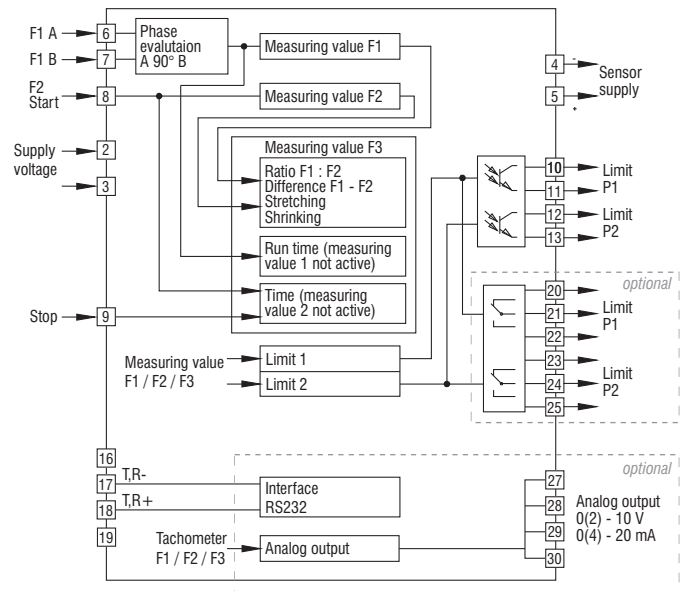 F1 A
6
Phase
evalutaion
A 90° B
F1 B
7
Measuring value F1
F2
Start
8
Measuring value F2
4
-
5
+
Sensor
supply
Supply
voltage
2
3
Measuring value F3
Ratio F1 : F2
Difference F1 - F2
Stretching
Shrinking
Run time (measuring
value 1 not active)
Time (measuring
value 2 not active)
Stop
9
10
11
Limit
P1
12
13
Limit
P2
optional
20
21
22
Limit
P1
23
24
25
Limit
P2
Measuring value
F1 / F2 / F3
Limit 1
Limit 2
16
17
T,R-
18
T,R+
19
Interface
RS232
optional
Tachometer
F1 / F2 / F3
Analog output
27
28
29
30
Analog output
0(2) - 10 V
0(4) - 20 mA